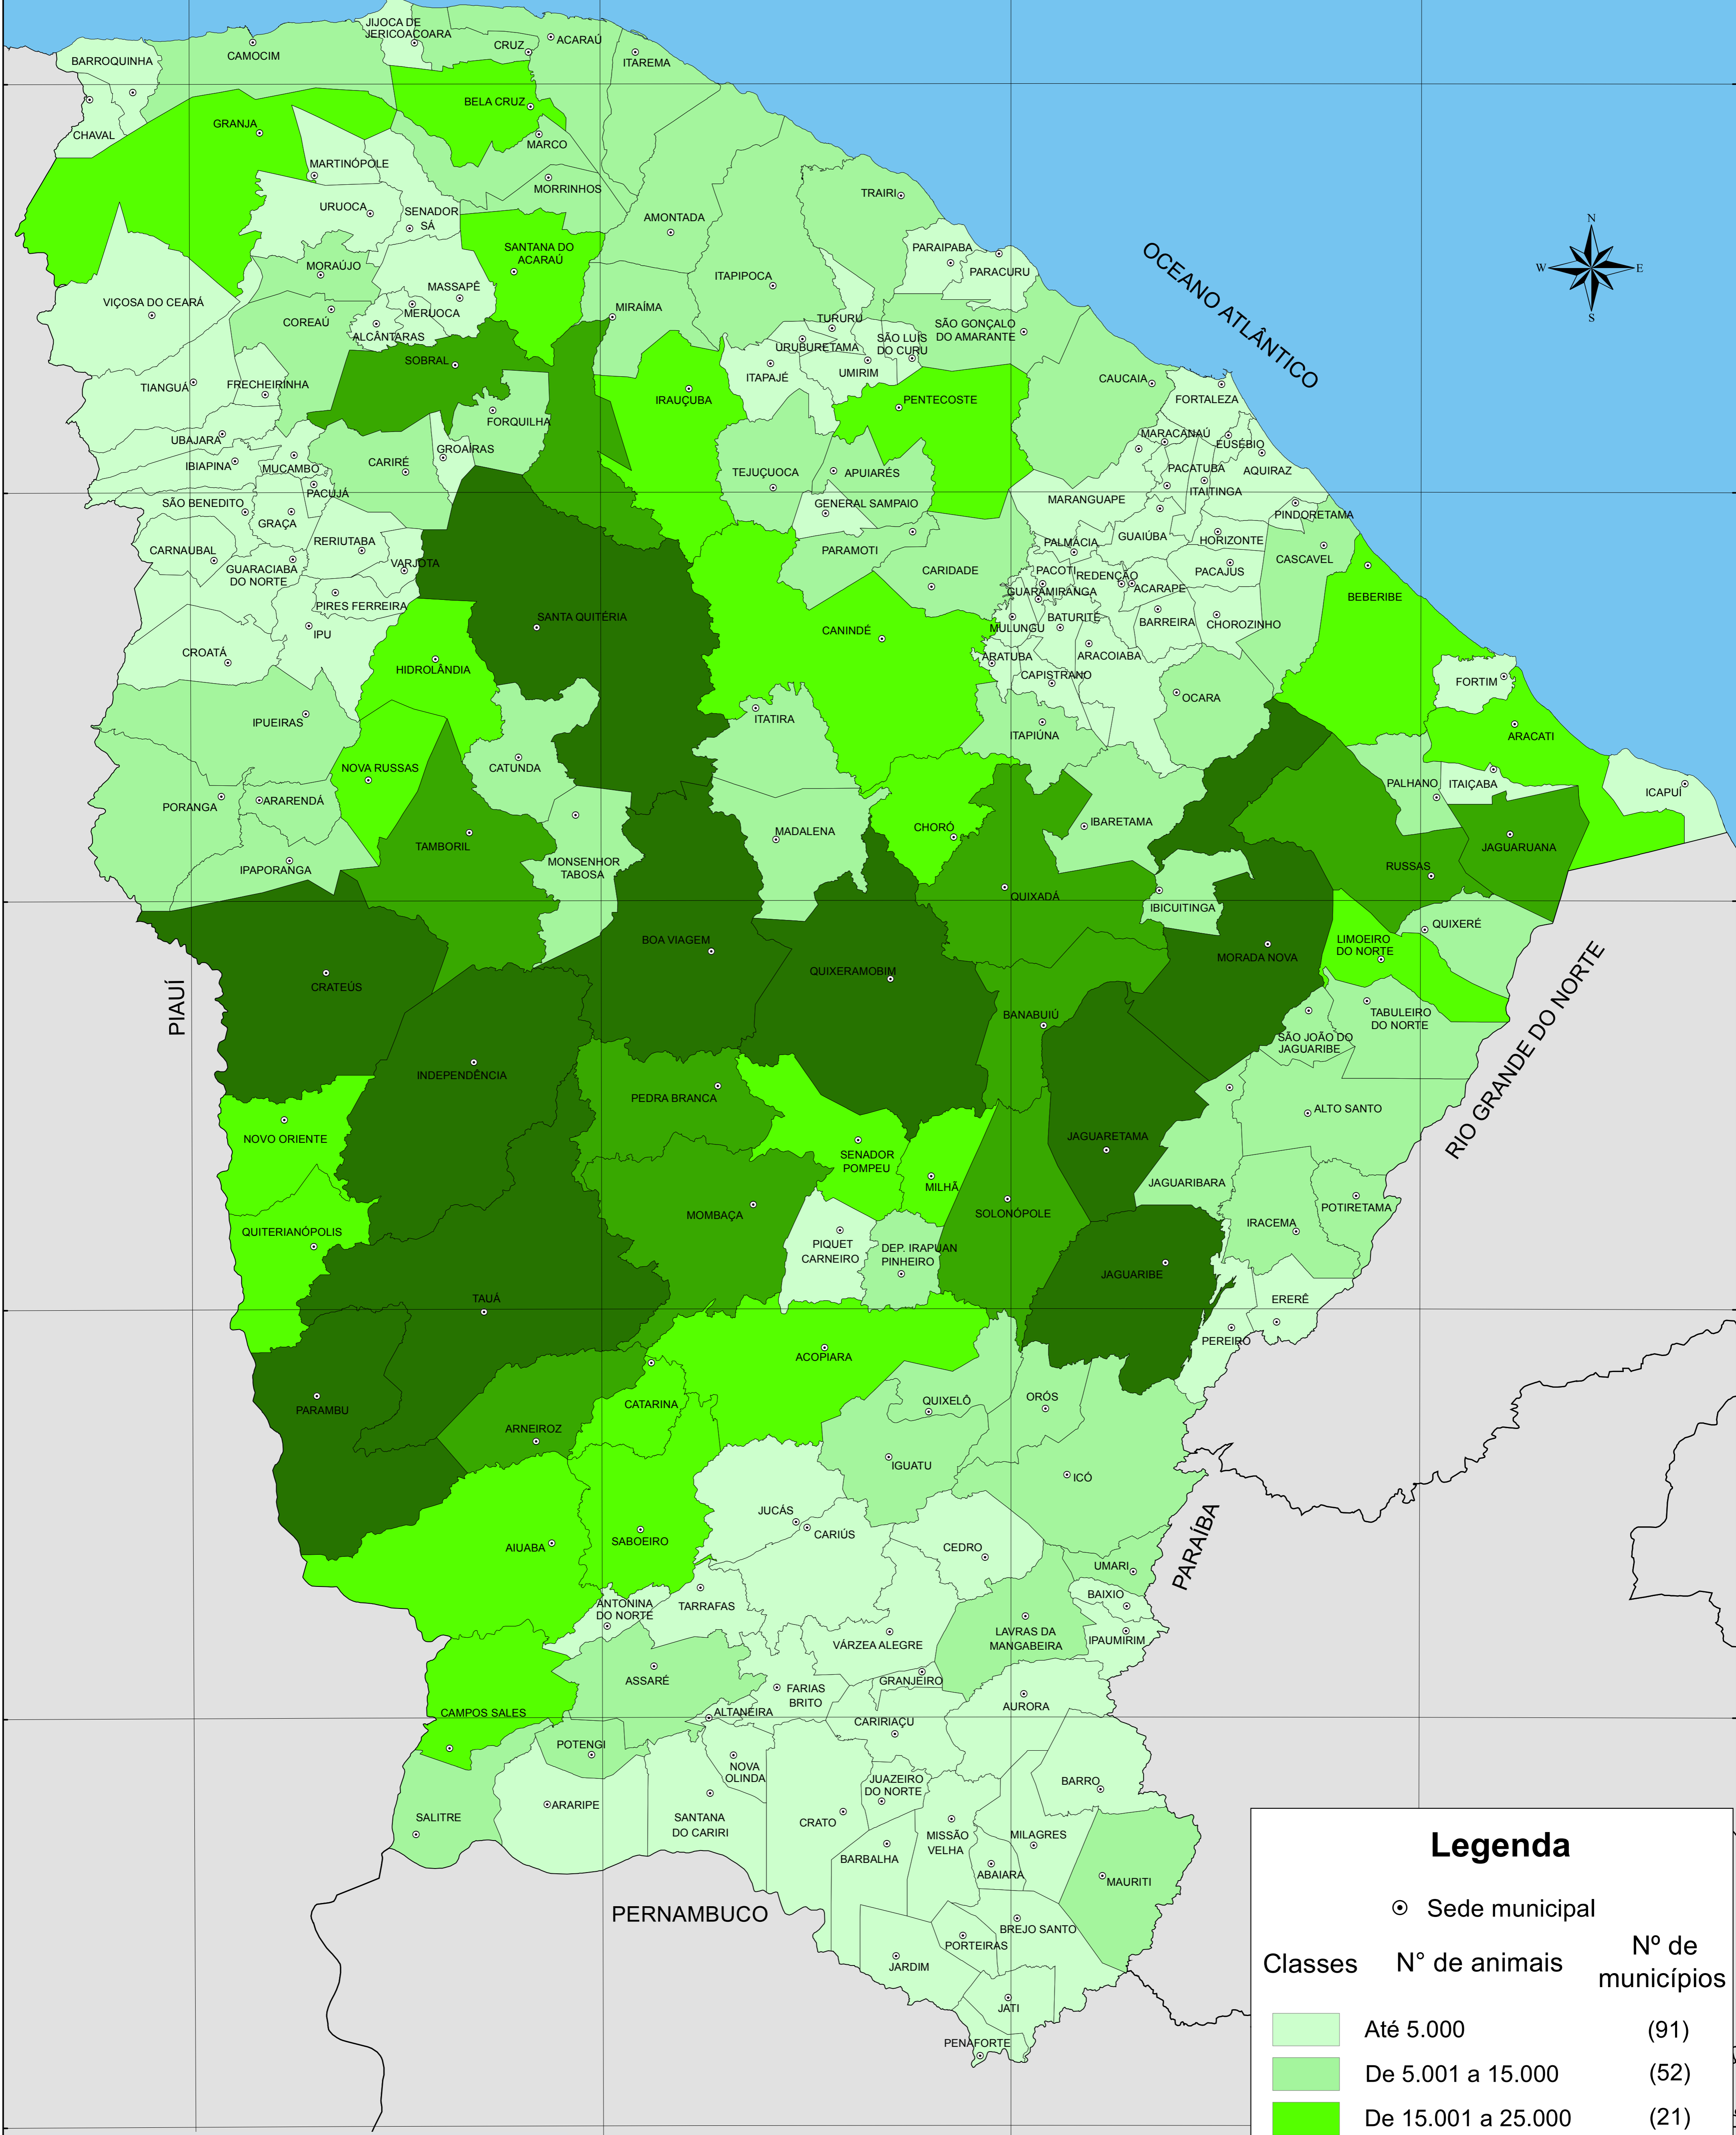 JIJOCA DE
JERICOACOARA
CRUZ
ACARAÚ
BARROQUINHA
CAMOCIM
ITAREMA
BELA CRUZ
GRANJA
CHAVAL
MARCO
MARTINÓPOLE
MORRINHOS
TRAIRI
URUOCA
SENADOR
SÁ
AMONTADA
SANTANA DO
ACARAÚ
PARAIPABA
PARACURU
OCEANO ATLÂNTICO
N
W
E
S
MORAÚJO
ITAPIPOCA
MASSAPÊ
VIÇOSA DO CEARÁ
MERUOCA
MIRAÍMA
COREAÚ
TURURU
ALCÂNTARAS
SÃO GONÇALO
DO AMARANTE
URUBURETAMA
SÃO LUÍS
DO CURU
SOBRAL
ITAPAJÉ
UMIRIM
CAUCAIA
TIANGUÁ
FRECHEIRINHA
IRAUÇUBA
PENTECOSTE
FORTALEZA
FORQUILHA
MARACANAÚ
UBAJARA
EUSÉBIO
GROAÍRAS
IBIAPINA
MUCAMBO
CARIRÉ
PACATUBA
AQUIRAZ
TEJUÇUOCA
APUIARÉS
ITAITINGA
PACUJÁ
MARANGUAPE
SÃO BENEDITO
GENERAL SAMPAIO
PINDORETAMA
GRAÇA
GUAIÚBA
HORIZONTE
RERIUTABA
PALMÁCIA
CARNAUBAL
PARAMOTI
CASCAVEL
VARJOTA
GUARACIABA
DO NORTE
CARIDADE
PACOTI
REDENÇÃO
PACAJUS
ACARAPE
GUARAMIRANGA
BEBERIBE
PIRES FERREIRA
SANTA QUITÉRIA
BATURITÉ
BARREIRA
CHOROZINHO
MULUNGU
CANINDÉ
IPU
CROATÁ
ARATUBA
ARACOIABA
HIDROLÂNDIA
CAPISTRANO
FORTIM
OCARA
ITATIRA
IPUEIRAS
ITAPIÚNA
ARACATI
NOVA RUSSAS
CATUNDA
PALHANO
ITAIÇABA
ICAPUÍ
PORANGA
ARARENDÁ
CHORÓ
IBARETAMA
MADALENA
TAMBORIL
JAGUARUANA
MONSENHOR
TABOSA
RUSSAS
IPAPORANGA
QUIXADÁ
IBICUITINGA
QUIXERÉ
BOA VIAGEM
LIMOEIRO
DO NORTE
MORADA NOVA
QUIXERAMOBIM
CRATEÚS
PIAUÍ
BANABUIÚ
TABULEIRO
DO NORTE
SÃO JOÃO DO
JAGUARIBE
RIO GRANDE DO NORTE
INDEPENDÊNCIA
PEDRA BRANCA
ALTO SANTO
NOVO ORIENTE
JAGUARETAMA
SENADOR
POMPEU
JAGUARIBARA
MILHÃ
POTIRETAMA
MOMBAÇA
SOLONÓPOLE
IRACEMA
QUITERIANÓPOLIS
PIQUET
CARNEIRO
DEP. IRAPUAN
PINHEIRO
JAGUARIBE
TAUÁ
ERERÊ
PEREIRO
ACOPIARA
ORÓS
QUIXELÔ
CATARINA
PARAMBU
ARNEIROZ
IGUATU
ICÓ
JUCÁS
CARIÚS
PARAÍBA
SABOEIRO
AIUABA
CEDRO
UMARI
BAIXIO
ANTONINA
DO NORTE
TARRAFAS
LAVRAS DA
MANGABEIRA
IPAUMIRIM
VÁRZEA ALEGRE
ASSARÉ
GRANJEIRO
FARIAS
BRITO
AURORA
CAMPOS SALES
ALTANEIRA
CARIRIAÇU
POTENGI
NOVA
OLINDA
JUAZEIRO
DO NORTE
BARRO
ARARIPE
SALITRE
SANTANA
DO CARIRI
CRATO
MISSÃO
VELHA
MILAGRES
BARBALHA
ABAIARA
MAURITI
PERNAMBUCO
BREJO SANTO
PORTEIRAS
JARDIM
JATI
PENAFORTE
Legenda
Sede municipal
Classes N° de animais Nº de
municípios
Até 5.000 (91)
De 5.001 a 15.000 (52)
De 15.001 a 25.000 (21)